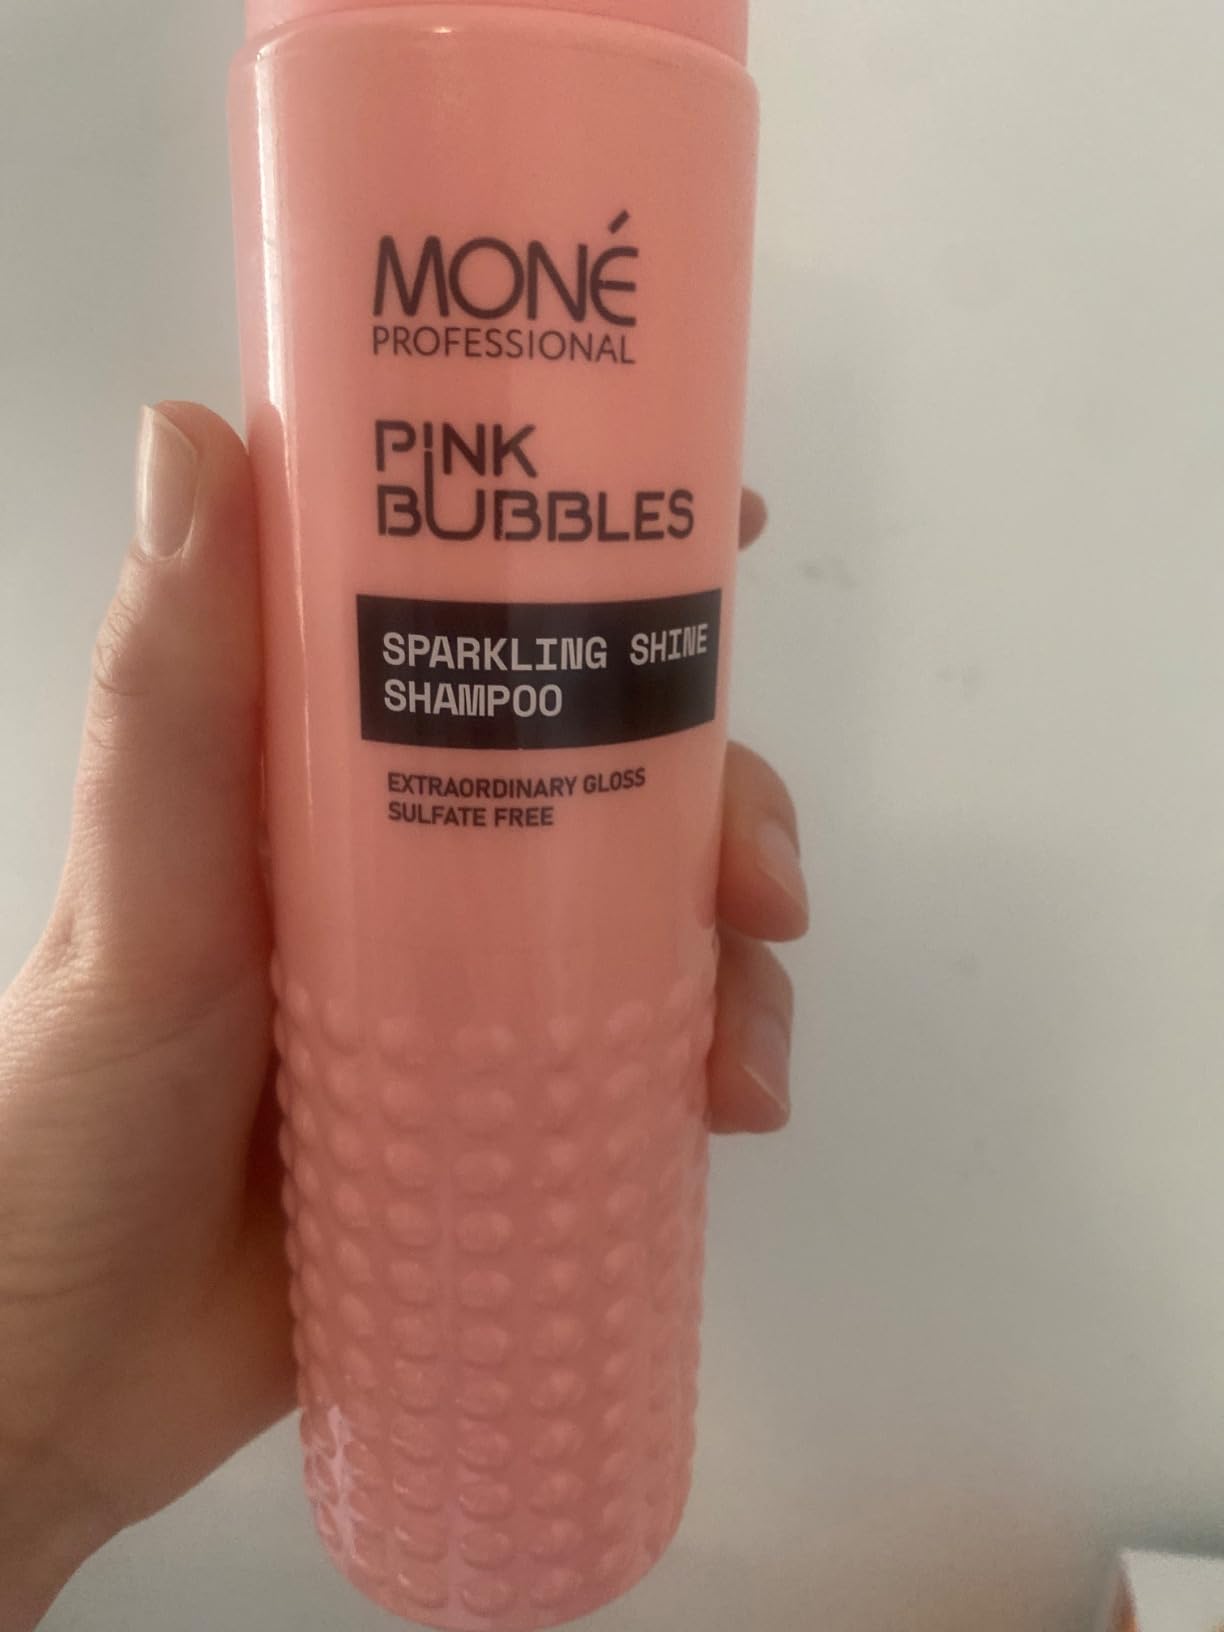 MONÉ
PROFESSIONAL
PINK
BUBBLES
SPARKLING SHINE
SHAMPOO
EXTRAORDINARY GLOSS
SULFATE FREE